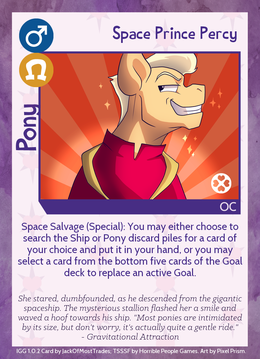 Space Prince Percy
Pony
OC
Space Salvage (Special): You may either choose to
search the Ship or Pony discard piles for a card of
your choice and put it in your hand, or you may
select a card from the bottom five cards of the Goal
deck to replace an active Goal.
She stared, dumbfounded, as he descended from the gigantic
spaceship. The mysterious stallion flashed her a smile and
waved a hoof towards his ship. "Most ponies are intimidated
by its size, but don't worry, it's actually quite a gentle ride."
- Gravitational Attraction
IGG 1.0.2 Card by JackOfMostTrades, TSSSF by Horrible People Games. Art by Pixel Prism.